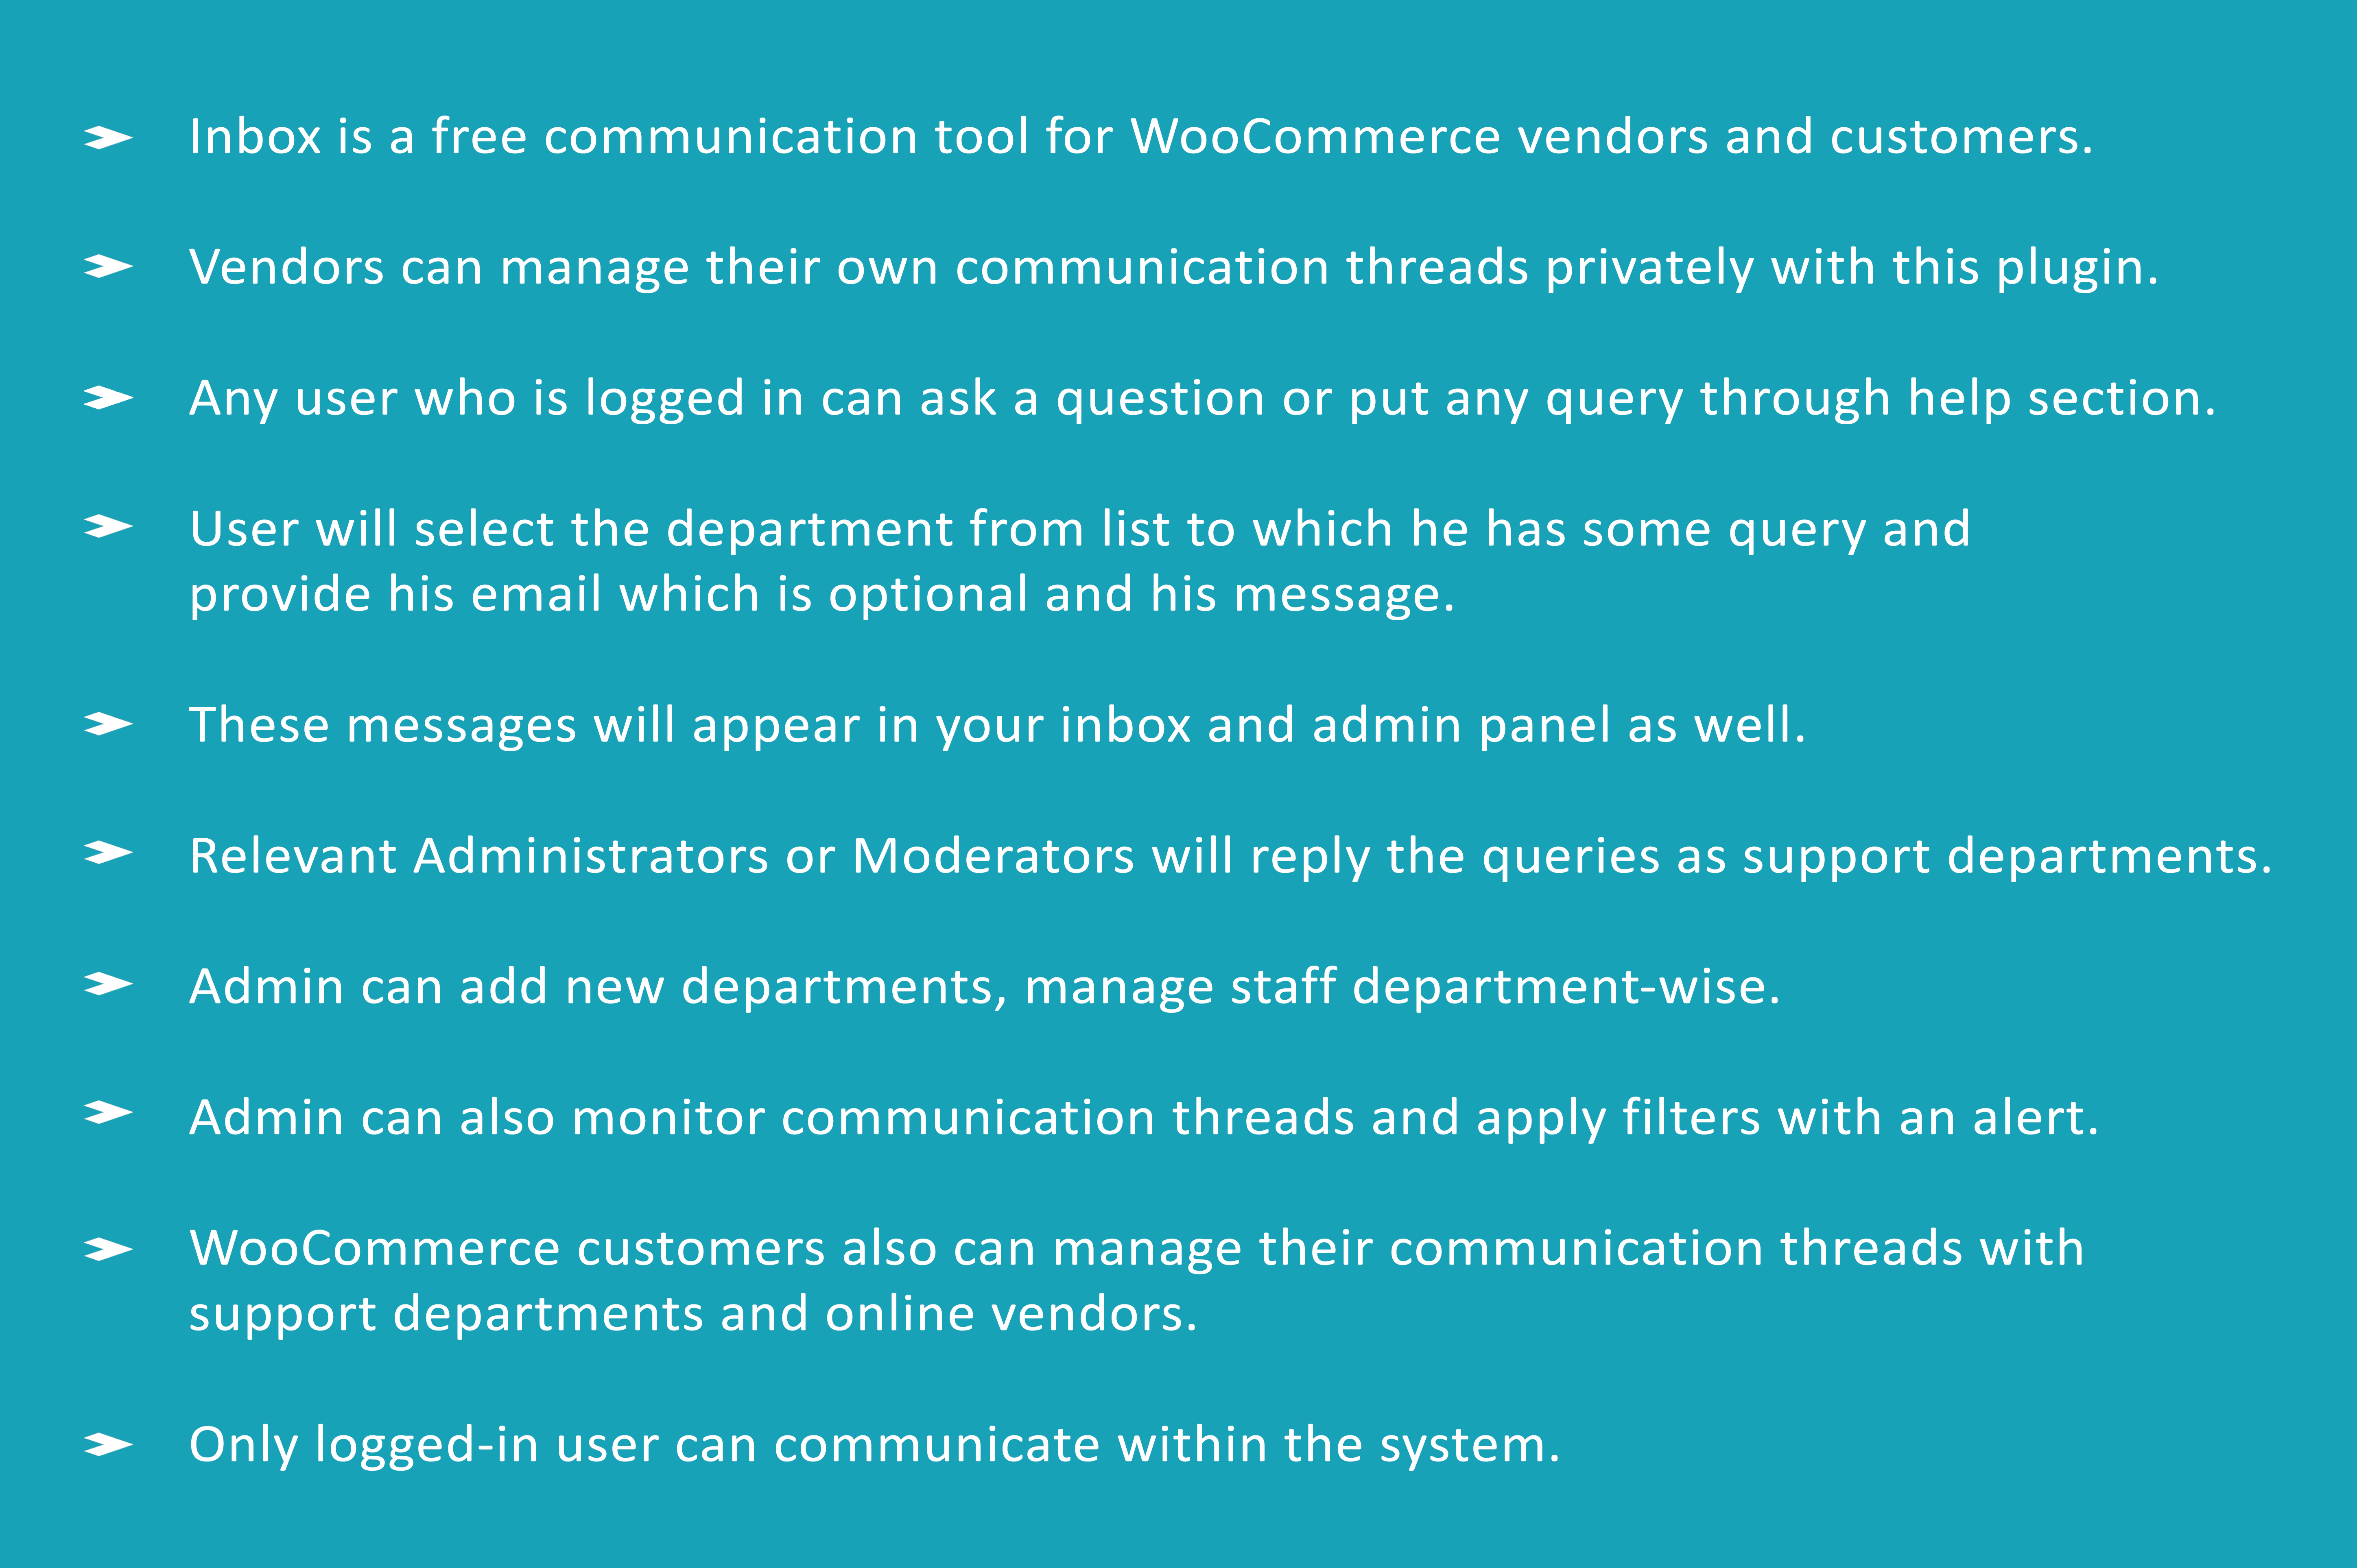 Inbox is a free communication tool for WooCommerce vendors and customers.
Vendors can manage their own communication threads privately with this plugin.
Any user who is logged in can ask a question or put any query through help section.
User will select the department from list to which he has some query and
provide his email which is optional and his message.
These messages will appear in your inbox and admin panel as well.
Relevant Administrators or Moderators will reply the queries as support departments.
Admin can add new departments, manage staff department-wise.
Admin can also monitor communication threads and apply filters with an alert.
WooCommerce customers also can manage their communication threads with
support departments and online vendors.
Only logged-in user can communicate within the system.